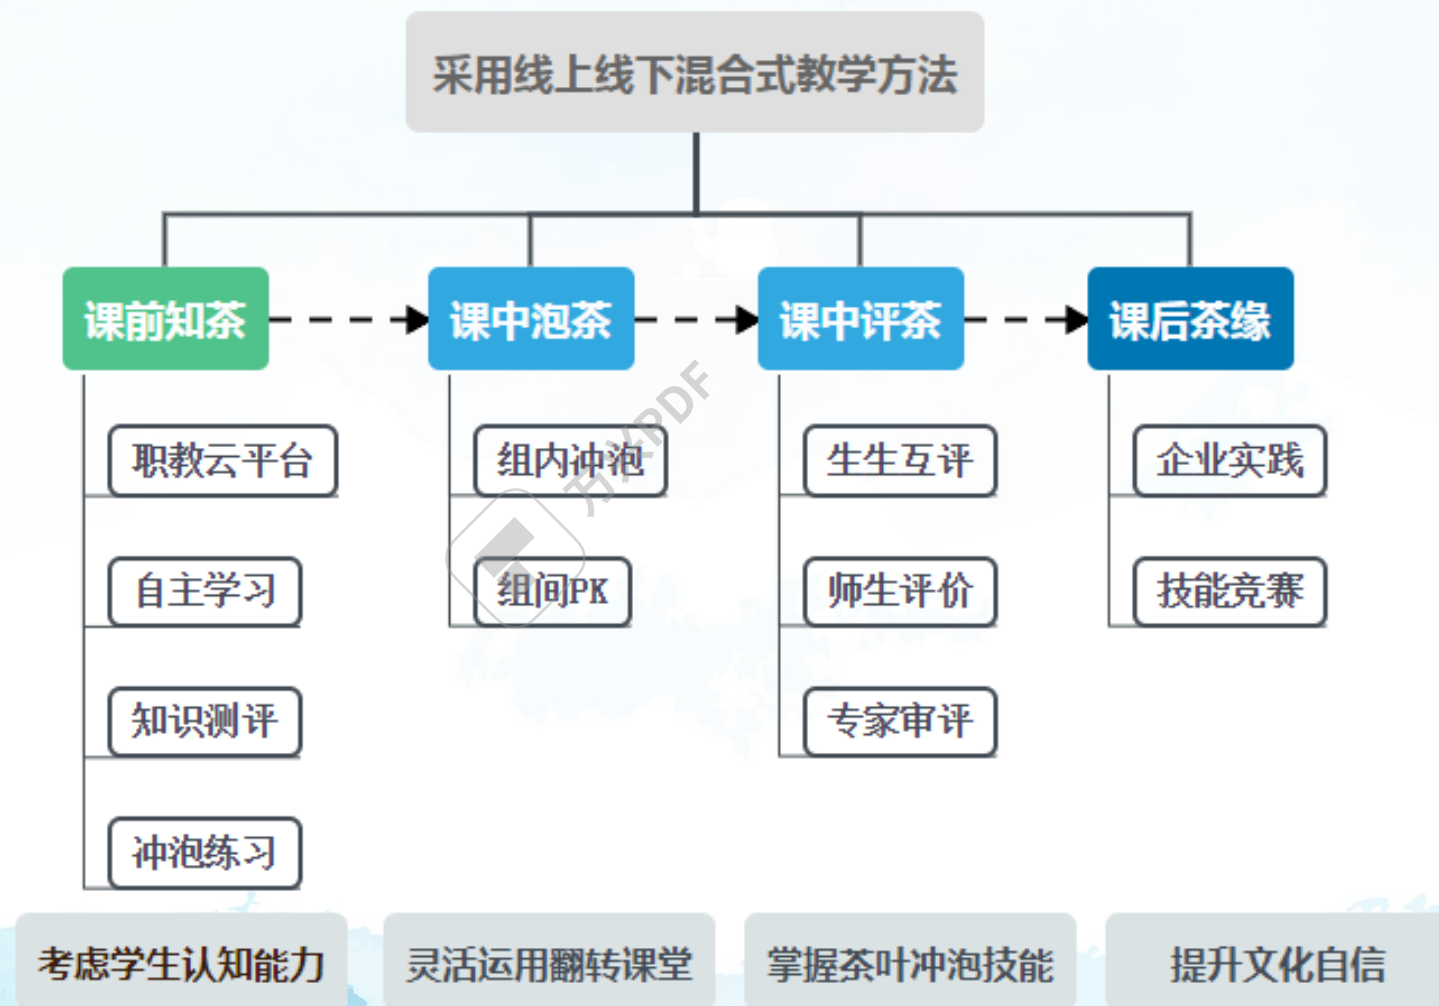 采用线上线下混合式教学方法
课前知茶
课中泡茶
课中评茶
课后茶缘
职教云平台
组内冲泡
生生互评
企业实践
自主学习
组间PK
师生评价
技能竞赛
知识测评
专家审评
冲泡练习
考虑学生认知能力
灵活运用翻转课堂
掌握茶叶冲泡技能
提升文化自信
万兴PDF